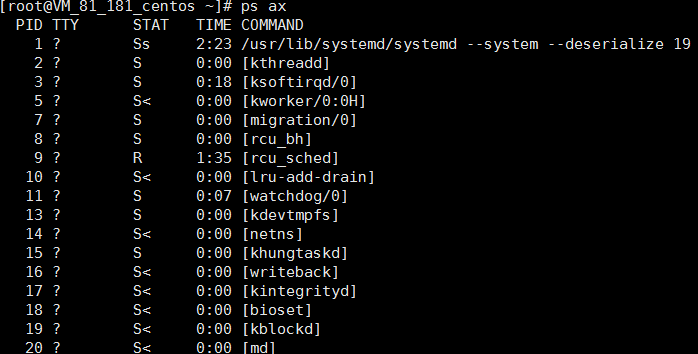 [root@VM_81_181_centos ~]# ps ax
PID TTY STAT TIME COMMAND
1 ? Ss 2:23 /usr/lib/systemd/systemd --system --deserialize 19
2 ? S 0:00 [kthreadd]
3 ? S 0:18 [ksoftirqd/0]
5 ? S< 0:00 [kworker/0:0H]
7 ? S 0:00 [migration/0]
8 ? S 0:00 [rcu_bh]
9 ? R 1:35 [rcu_sched]
10 ? S< 0:00 [lru-add-drain]
11 ? S 0:07 [watchdog/0]
13 ? S 0:00 [kdevtmpfs]
14 ? S< 0:00 [netns]
15 ? S 0:00 [khungtaskd]
16 ? S< 0:00 [writeback]
17 ? S< 0:00 [kintegrityd]
18 ? S< 0:00 [bioset]
19 ? S< 0:00 [kblockd]
20 ? S< 0:00 [md]